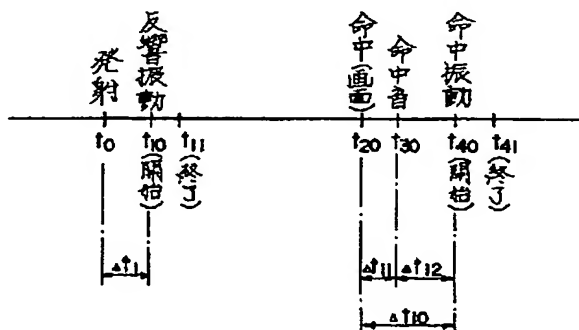 発射
反響振動
命中(画面)
命中音
命中振動
t0
t10
(開始)
t11
(終了)
t20
t30
t40
(開始)
t41
(終了)
Δt1
Δt11
Δt12
Δt10